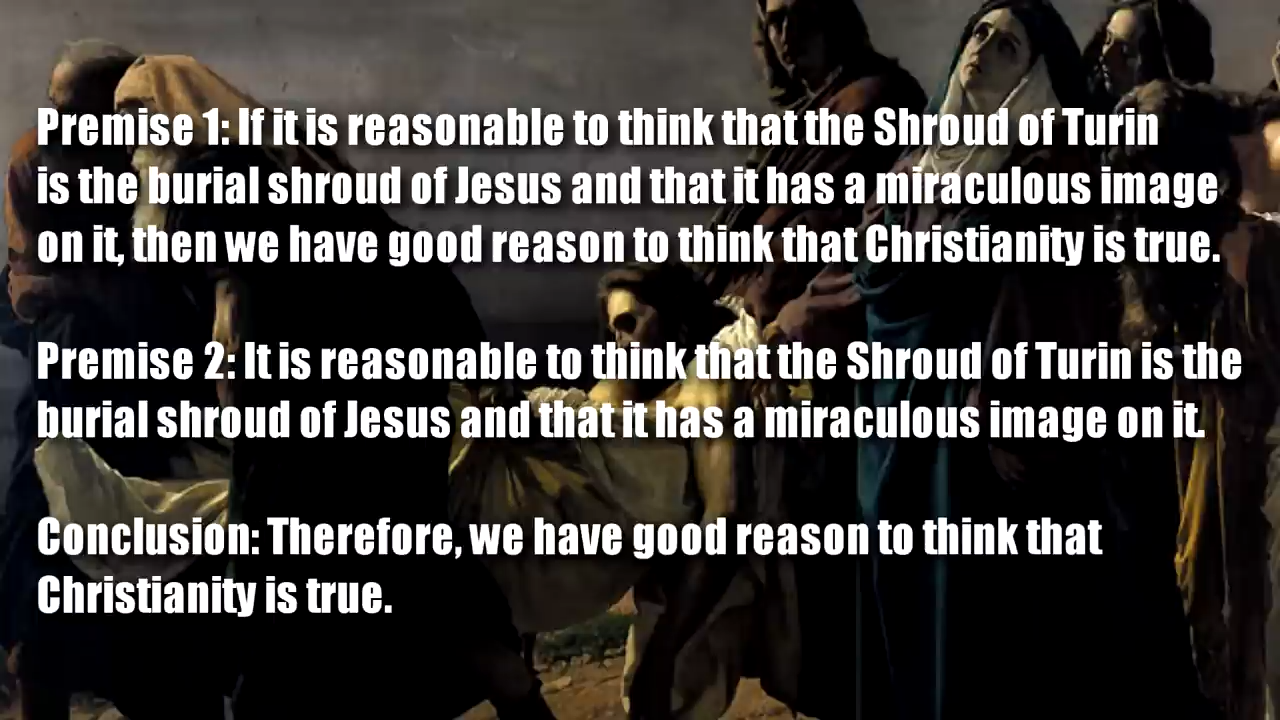 Premise 1: If it is reasonable to think that the Shroud of Turin
is the burial shroud of Jesus and that it has a miraculous image
on it, then we have good reason to think that Christianity is true.
Premise 2: It is reasonable to think that the Shroud of Turin is the
burial shroud of Jesus and that it has a miraculous image on it.
Conclusion: Therefore, we have good reason to think that
Christianity is true.